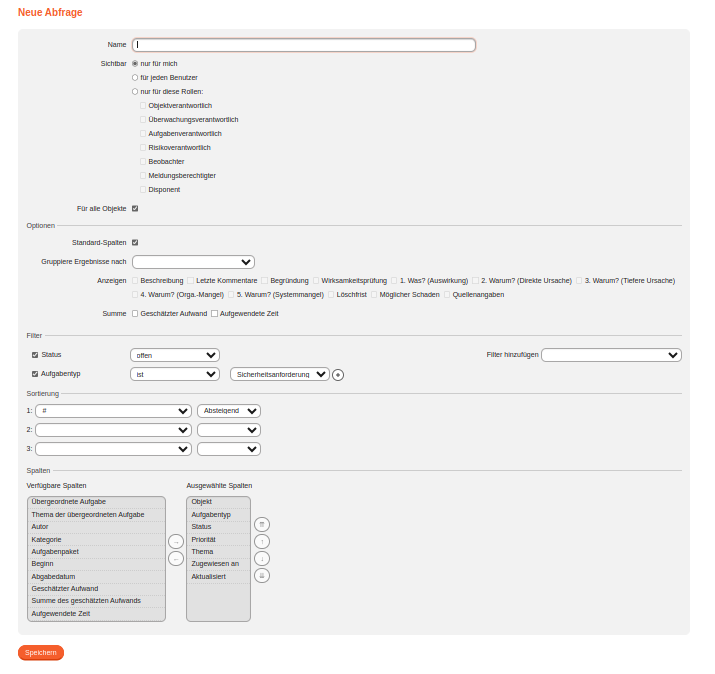 Neue Abfrage
Name
Sichtbar nur für mich
für jeden Benutzer
nur für diese Rollen:
Objektverantwortlich
Überwachungsverantwortlich
Aufgabenverantwortlich
Risikoverantwortlich
Beobachter
Meldungsberechtigter
Disponent
Für alle Objekte
Optionen
Standard-Spalten
Gruppiere Ergebnisse nach
Anzeigen Beschreibung Letzte Kommentare Begründung Wirksamkeitsprüfung 1. Was? (Auswirkung) 2. Warum? (Direkte Ursache) 3. Warum? (Tiefere Ursache)
4. Warum? (Orga.-Mangel) 5. Warum? (Systemmangel) Löschfrist Möglicher Schaden Quellenangaben
Summe Geschätzter Aufwand Aufgewendete Zeit
Filter
Status offen Filter hinzufügen
Aufgabentyp ist Sicherheitsanforderung
Sortierung
1: # Absteigend
2:
3:
Spalten
Verfügbare Spalten Ausgewählte Spalten
Übergeordnete Aufgabe Objekt
Thema der übergeordneten Aufgabe Aufgabentyp
Autor Status
Kategorie Priorität
Aufgabenpaket Thema
Beginn Zugewiesen an
Abgabedatum Aktualisiert
Geschätzter Aufwand
Summe des geschätzten Aufwands
Aufgewendete Zeit
Speichern